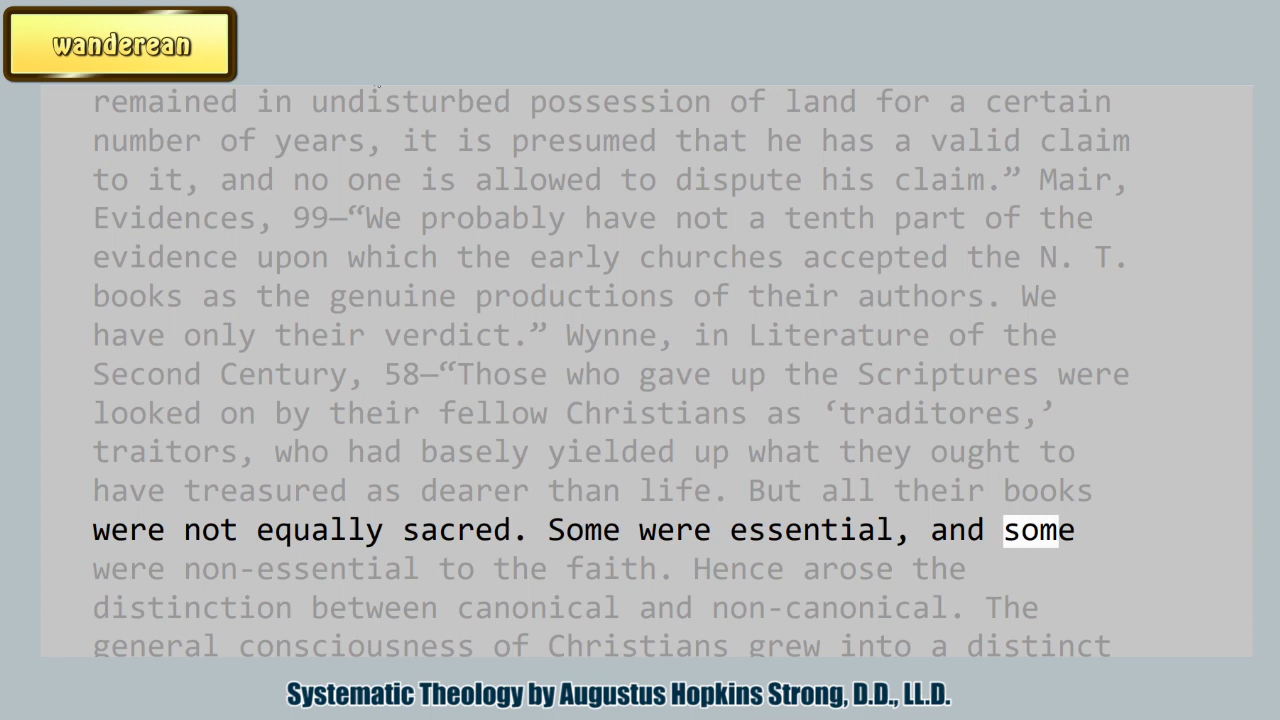 wanderean
remained in undisturbed possession of land for a certain
number of years, it is presumed that he has a valid claim
to it, and no one is allowed to dispute his claim.” Mair,
Evidences, 99—“We probably have not a tenth part of the
evidence upon which the early churches accepted the N. T.
books as the genuine productions of their authors. We
have only their verdict.” Wynne, in Literature of the
Second Century, 58—“Those who gave up the Scriptures were
looked on by their fellow Christians as ‘traditores,’
traitors, who had basely yielded up what they ought to
have treasured as dearer than life. But all their books
were not equally sacred. Some were essential, and some
were non-essential to the faith. Hence arose the
distinction between canonical and non-canonical. The
general consciousness of Christians grew into a distinct
Systematic Theology by Augustus Hopkins Strong, D.D., LL.D.